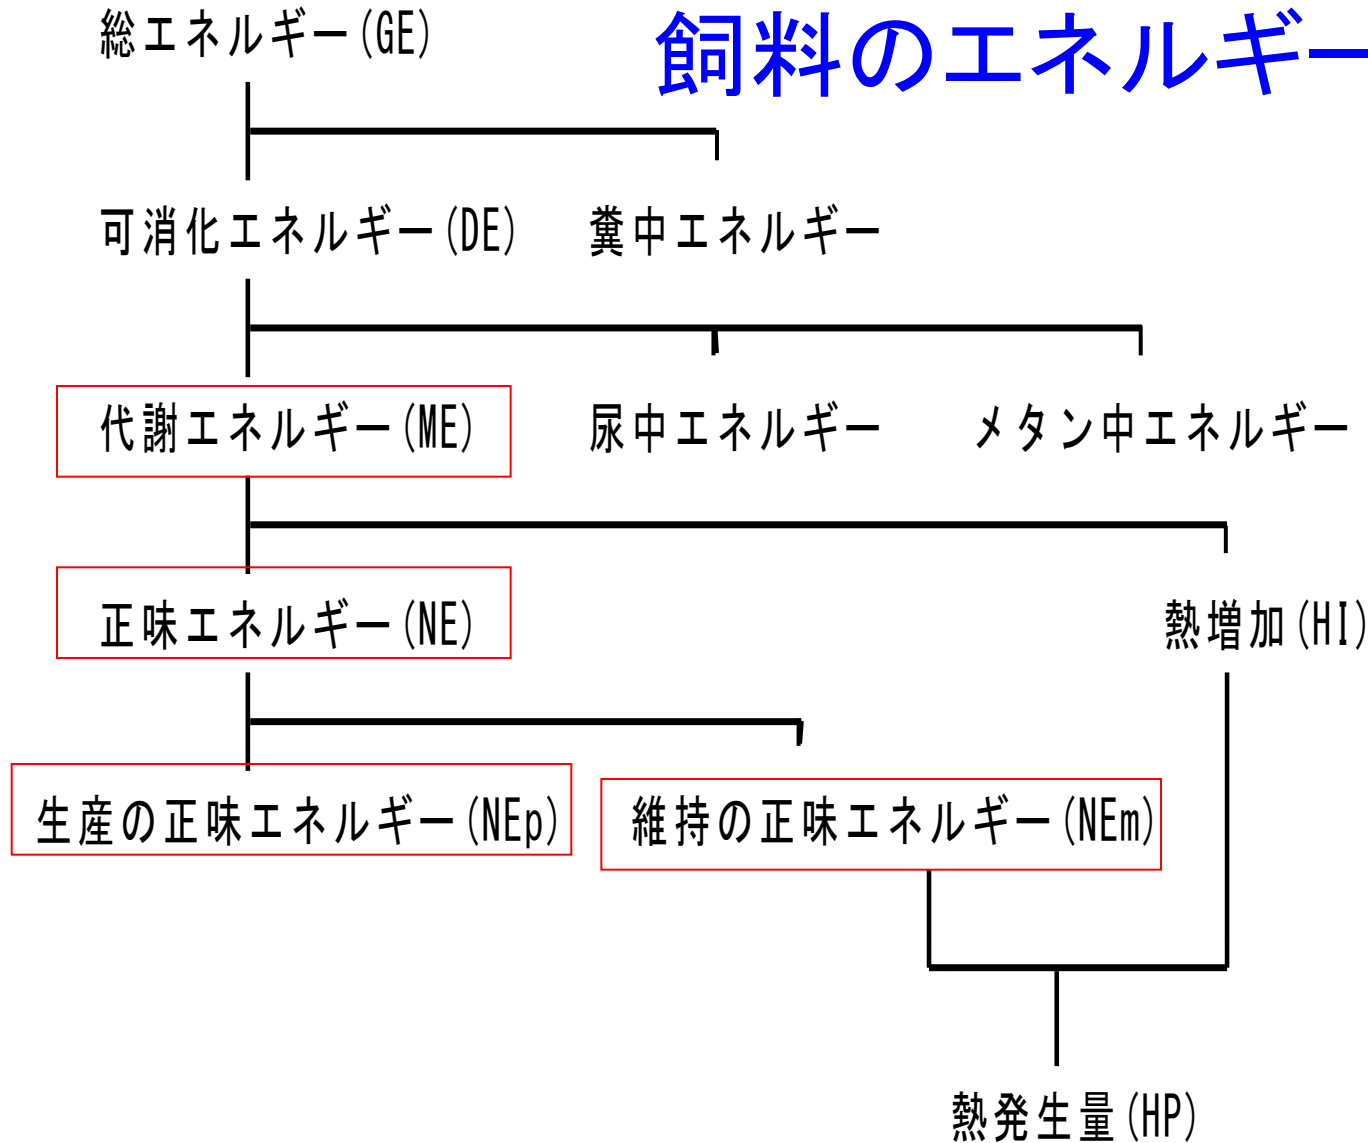 総エネルギー(GE)
飼料のエネルギー
可消化エネルギー(DE)
糞中エネルギー
代謝エネルギー(ME)
尿中エネルギー
メタン中エネルギー
正味エネルギー(NE)
熱増加(HI)
生産の正味エネルギー(NEp)
維持の正味エネルギー(NEm)
熱発生量(HP)